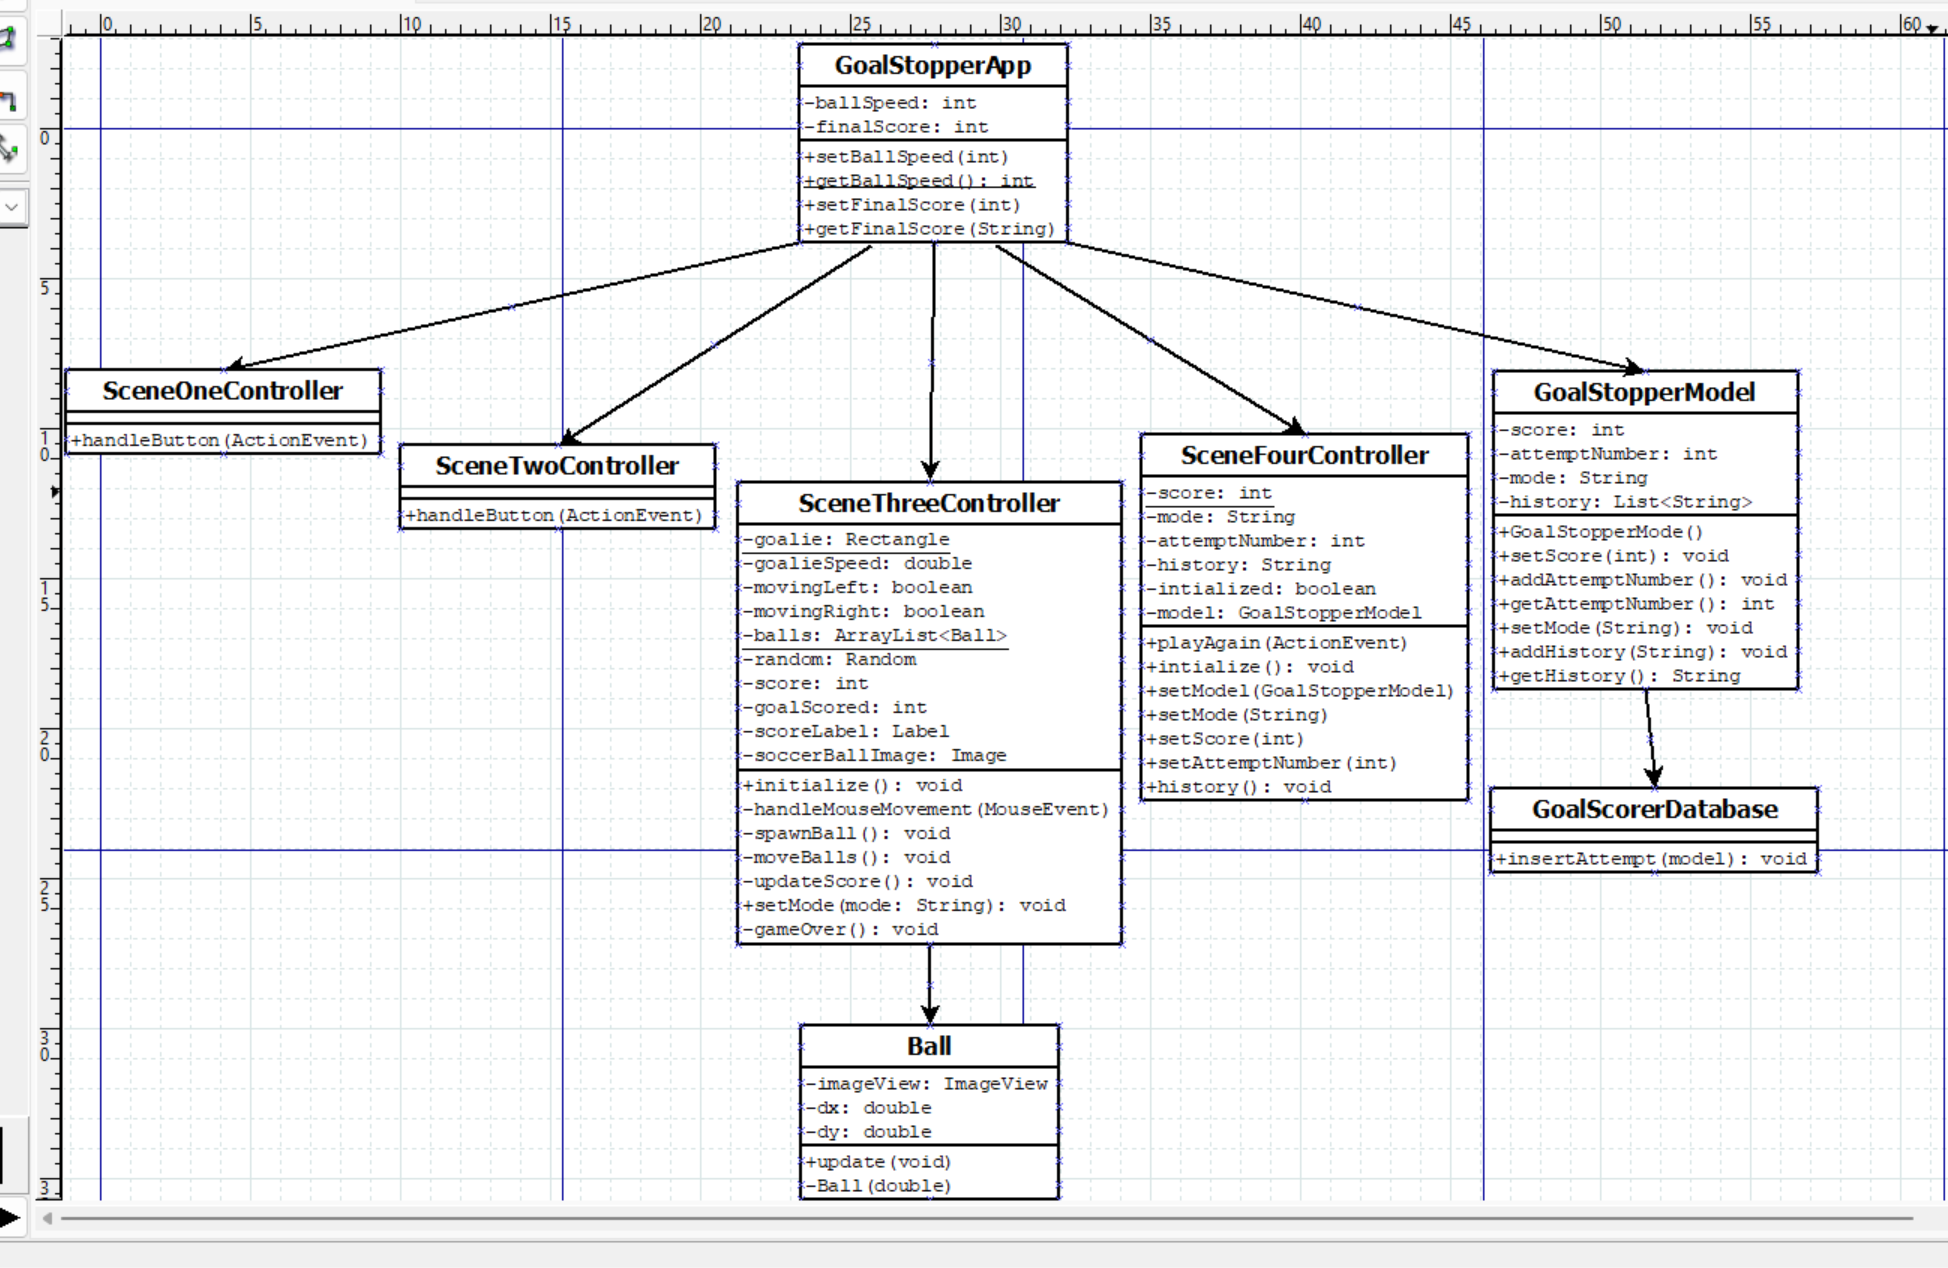 0 5 10 15 20 25 30 35 40 45 50 55 60
0
5
10
15
20
25
30
3
GoalStopperApp
-ballSpeed: int
-finalScore: int
+setBallSpeed(int)
+getBallSpeed(): int
+setFinalScore(int)
+getFinalScore(String)
SceneOneController
+handleButton(ActionEvent)
SceneTwoController
+handleButton(ActionEvent)
SceneThreeController
-goalie: Rectangle
-goalieSpeed: double
-movingLeft: boolean
-movingRight: boolean
-balls: ArrayList<Ball>
-random: Random
-score: int
-goalScored: int
-scoreLabel: Label
-soccerBallImage: Image
+initialize(): void
-handleMouseMovement(MouseEvent)
-spawnBall(): void
-moveBalls(): void
-updateScore(): void
+setMode(mode: String): void
-gameOver(): void
SceneFourController
-score: int
-mode: String
-attemptNumber: int
-history: String
-intialized: boolean
-model: GoalStopperModel
+playAgain(ActionEvent)
+intialize(): void
+setModel(GoalStopperModel)
+setMode(String)
+setScore(int)
+setAttemptNumber(int)
+history(): void
GoalStopperModel
-score: int
-attemptNumber: int
-mode: String
-history: List<String>
+GoalStopperMode()
+setScore(int): void
+addAttemptNumber(): void
+getAttemptNumber(): int
+setMode(String): void
+addHistory(String): void
+getHistory(): String
GoalScorerDatabase
+insertAttempt(model): void
Ball
-imageView: ImageView
-dx: double
-dy: double
+update(void)
-Ball(double)